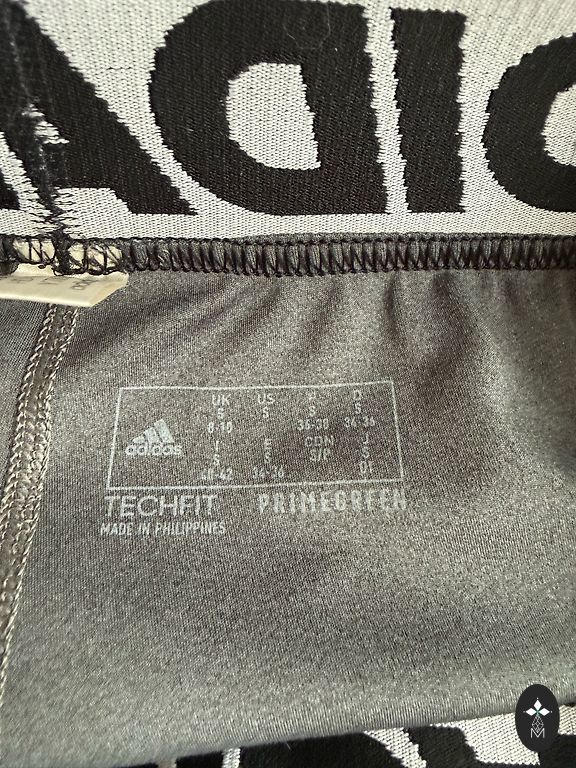 ADIDAS
UK US F D
S S S S
8-10 36-38 34-36
adidas
I E CDN J
S S S/P S
40-42 34-36 OT
TECHFIT PRIMEGREEN
MADE IN PHILIPPINES
M